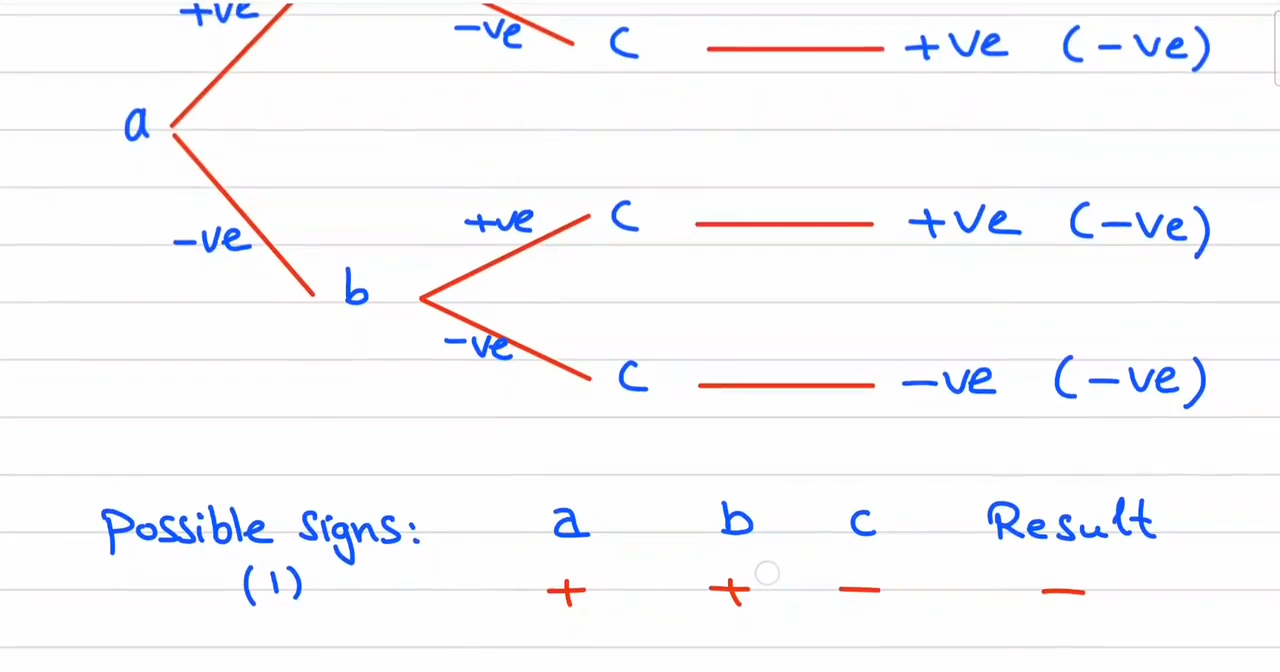 +ve
-ve C +ve (-ve)
a
+ve C +ve (-ve)
-ve
b
-ve
C -ve (-ve)
Possible signs: a b c Result
(1) + + - -